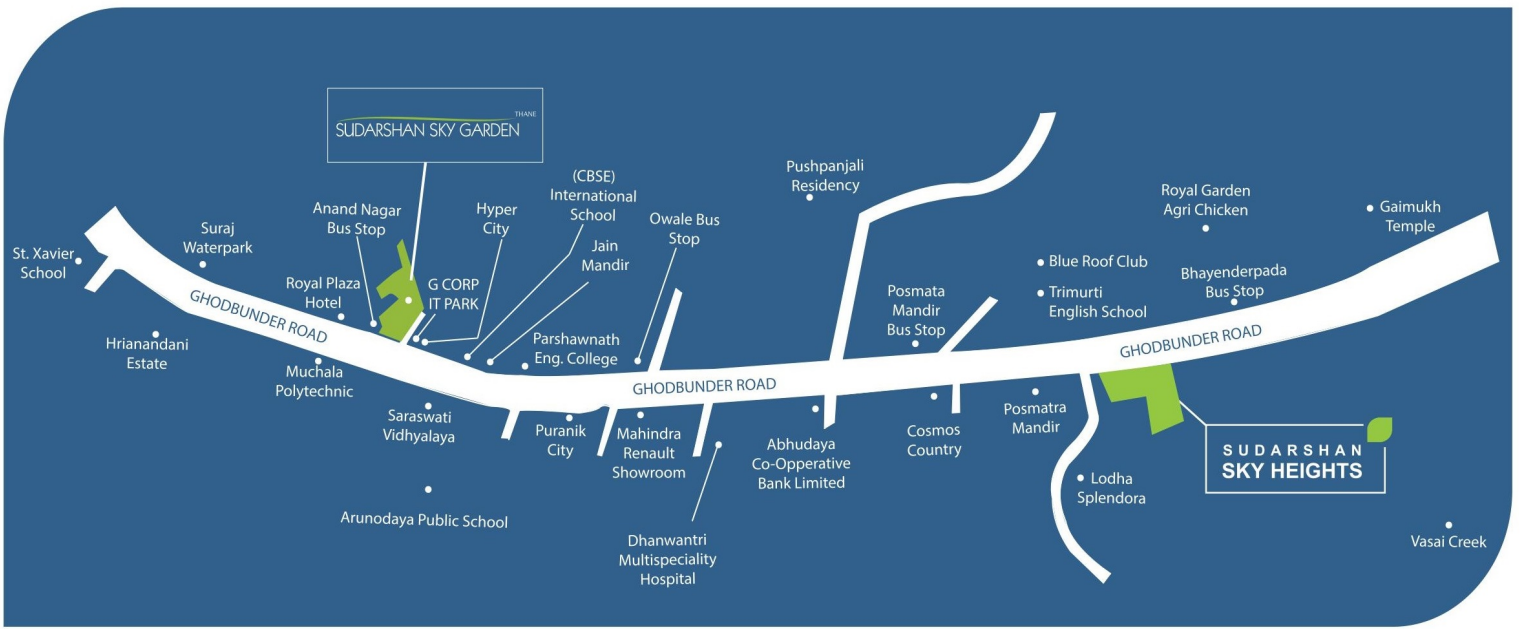 THANE
SUDARSHAN SKY GARDEN
St. Xavier
School
Suraj
Waterpark
Anand Nagar
Bus Stop
Royal Plaza
Hotel
G CORP
IT PARK
Hyper
City
(CBSE)
International
School
Jain
Mandir
Owale Bus
Stop
Parshawnath
Eng. College
Pushpanjali
Residency
Posmata
Mandir
Bus Stop
Blue Roof Club
Trimurti
English School
Royal Garden
Agri Chicken
Bhayenderpada
Bus Stop
Gaimukh
Temple
GHODBUNDER ROAD
GHODBUNDER ROAD
GHODBUNDER ROAD
Hrianandani
Estate
Muchala
Polytechnic
Saraswati
Vidhyalaya
Arunodaya Public School
Puranik
City
Mahindra
Renault
Showroom
Dhanwantri
Multispeciality
Hospital
Abhudaya
Co-Opperative
Bank Limited
Cosmos
Country
Posmatra
Mandir
Lodha
Splendora
SUDARSHAN
SKY HEIGHTS
Vasai Creek